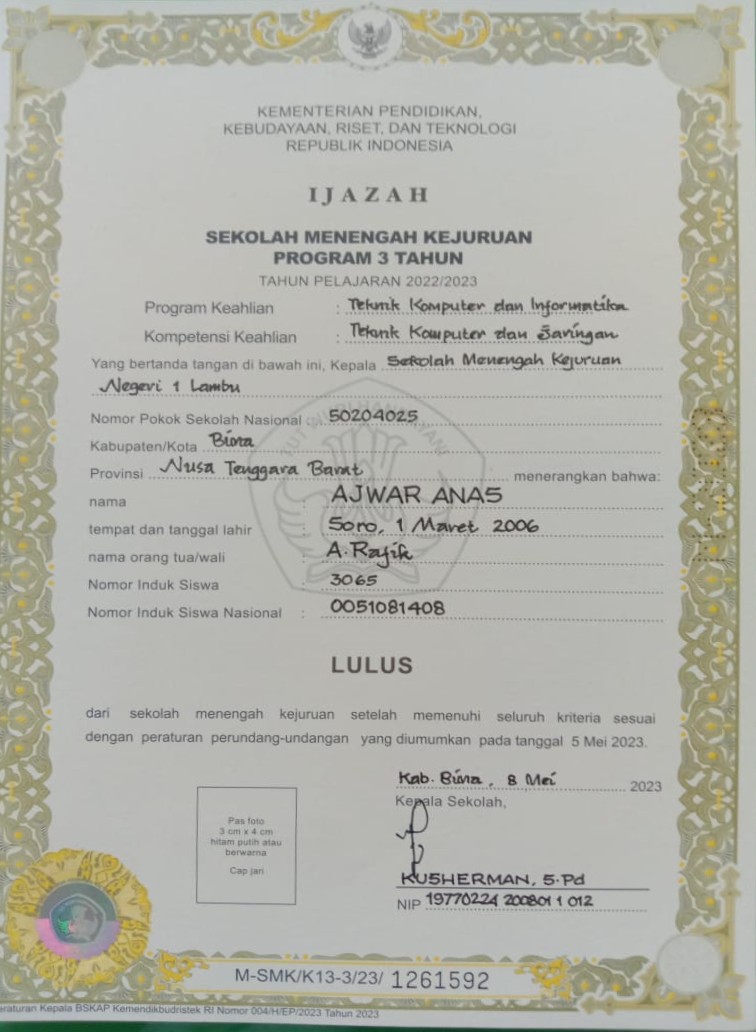 KEMENTERIAN PENDIDIKAN,
KEBUDAYAAN, RISET, DAN TEKNOLOGI
REPUBLIK INDONESIA
IJAZAH
SEKOLAH MENENGAH KEJURUAN
PROGRAM 3 TAHUN
TAHUN PELAJARAN 2022/2023
Program Keahlian : Teknik Komputer dan Informatika
Kompetensi Keahlian : Teknik Komputer dan Jaringan
Yang bertanda tangan di bawah ini, Kepala Sekolah Menengah Kejuruan
Negeri 1 Lambu
Nomor Pokok Sekolah Nasional : 50204025
Kabupaten/Kota Bima
Provinsi Nusa Tenggara Barat menerangkan bahwa:
nama : AJWAR ANAS
tempat dan tanggal lahir : Soro, 1 Maret 2006
nama orang tua/wali : A. Rafik
Nomor Induk Siswa : 3065
Nomor Induk Siswa Nasional : 0051081408
LULUS
dari sekolah menengah kejuruan setelah memenuhi seluruh kriteria sesuai
dengan peraturan perundang-undangan yang diumumkan pada tanggal 5 Mei 2023.
Kab. Bima, 8 Mei 2023
Kepala Sekolah,
Pas foto
3 cm x 4 cm
hitam putih atau
berwarna
Cap jari
KUSHERMAN, S.Pd
NIP 19770224 200801 1 012
M-SMK/K13-3/23/ 1261592
eraturan Kepala BSKAP Kemendikbudristek RI Nomor 004/H/EP/2023 Tahun 2023